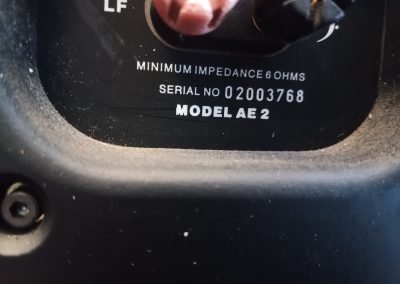 LF
MINIMUM IMPEDANCE 6 OHMS
SERIAL NO 02003768
MODEL AE 2